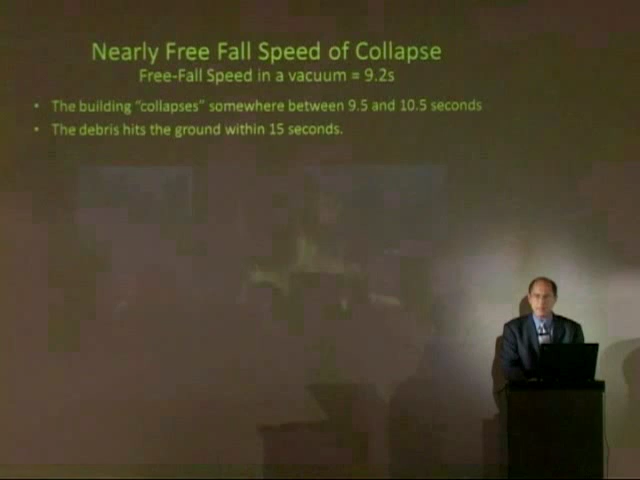 Nearly Free Fall Speed of Collapse
Free-Fall Speed in a vacuum = 9.2s
• The building “collapses” somewhere between 9.5 and 10.5 seconds
• The debris hits the ground within 15 seconds.